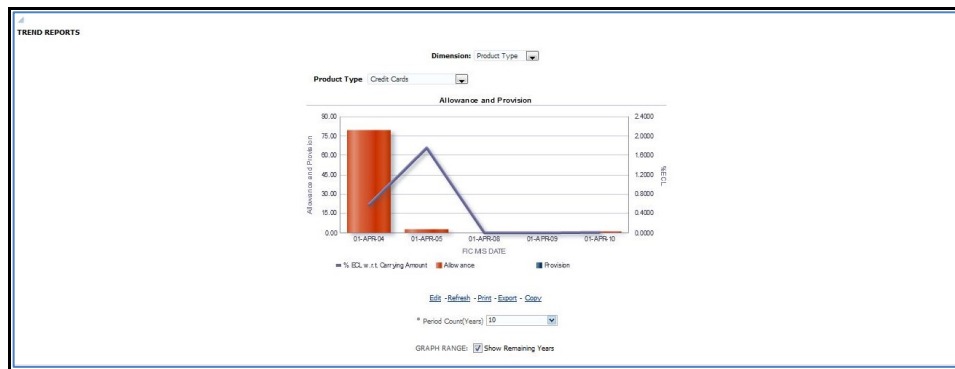 TREND REPORTS
Dimension: Product Type
Product Type Credit Cards
Allowance and Provision
90.00 2.4000
75.00 2.0000
60.00 1.6000
45.00 1.2000
30.00 0.8000
15.00 0.4000
0.00 0.0000
Allowance and Provision
%ECL
01-APR-04 01-APR-05 01-APR-08 01-APR-09 01-APR-10
FIC MIS DATE
% ECL w.r.t. Carrying Amount Allowance Provision
Edit - Refresh - Print - Export - Copy
* Period Count(Years) 10
GRAPH RANGE: Show Remaining Years